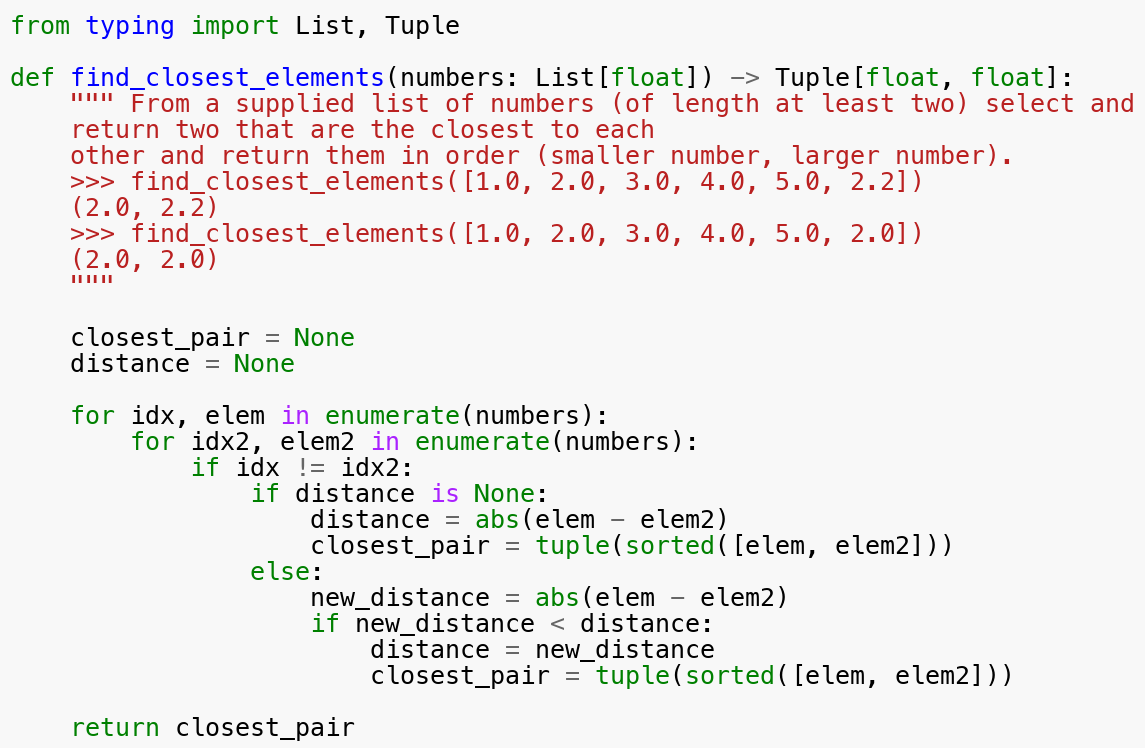 from typing import List, Tuple

def find_closest_elements(numbers: List[float]) -> Tuple[float, float]:
    """ From a supplied list of numbers (of length at least two) select and
    return two that are the closest to each
    other and return them in order (smaller number, larger number).
    >>> find_closest_elements([1.0, 2.0, 3.0, 4.0, 5.0, 2.2])
    (2.0, 2.2)
    >>> find_closest_elements([1.0, 2.0, 3.0, 4.0, 5.0, 2.0])
    (2.0, 2.0)
    """

    closest_pair = None
    distance = None

    for idx, elem in enumerate(numbers):
        for idx2, elem2 in enumerate(numbers):
            if idx != idx2:
                if distance is None:
                    distance = abs(elem - elem2)
                    closest_pair = tuple(sorted([elem, elem2]))
                else:
                    new_distance = abs(elem - elem2)
                    if new_distance < distance:
                        distance = new_distance
                        closest_pair = tuple(sorted([elem, elem2]))

    return closest_pair